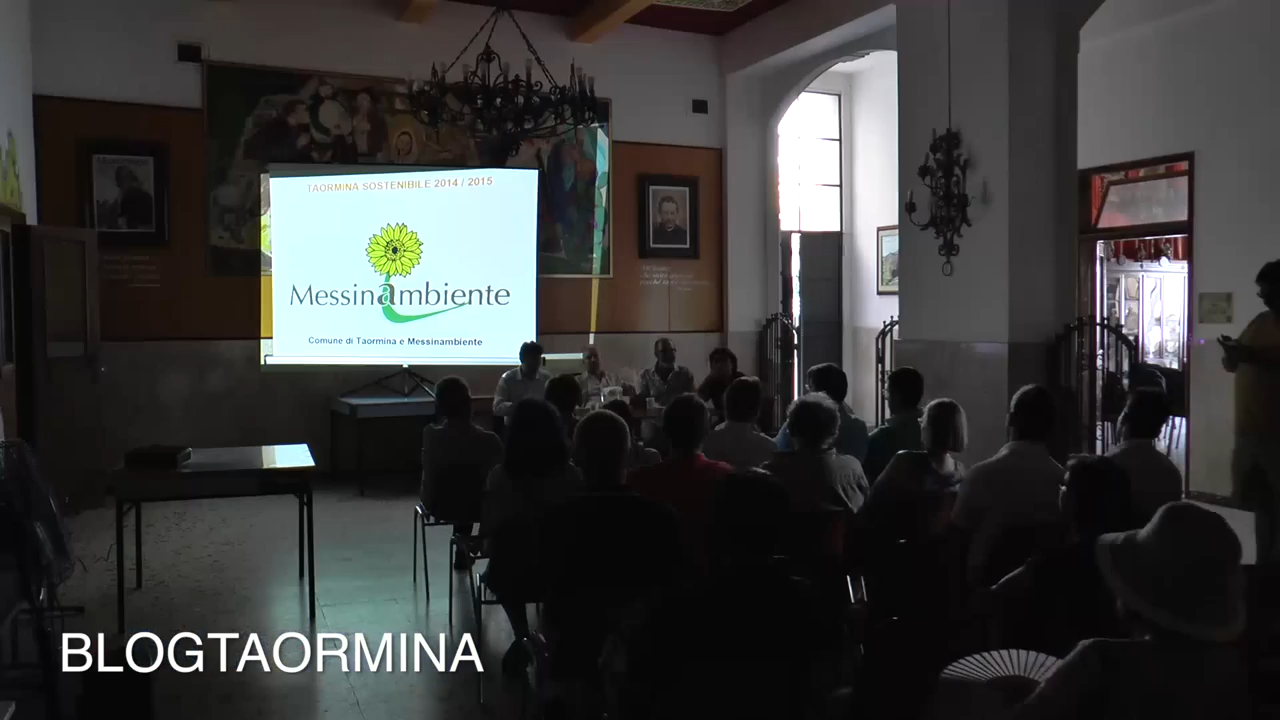 TAORMINA SOSTENIBILE 2014 / 2015
Messinambiente
Comune di Taormina e Messinambiente
BLOGTAORMINA